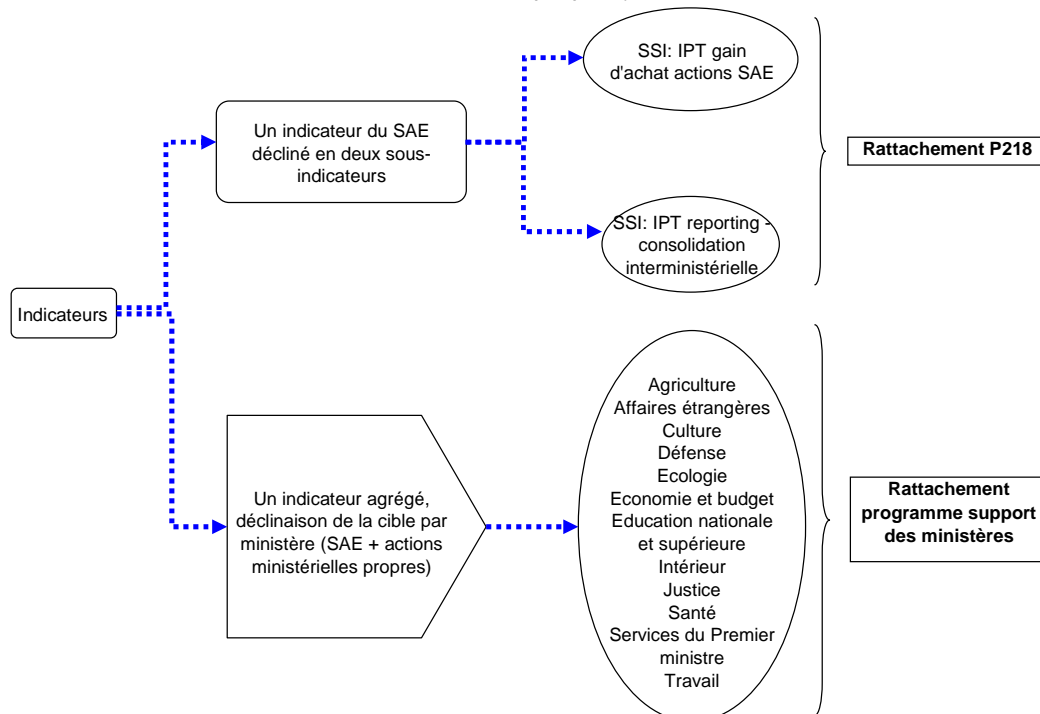 SSI: IPT gain
d'achat actions SAE
Un indicateur du SAE
décliné en deux sous-
indicateurs
Rattachement P218
SSI: IPT reporting -
consolidation
interministérielle
Indicateurs
Un indicateur agrégé,
déclinaison de la cible par
ministère (SAE + actions
ministérielles propres)
Agriculture
Affaires étrangères
Culture
Défense
Ecologie
Economie et budget
Education nationale
et supérieure
Intérieur
Justice
Santé
Services du Premier
ministre
Travail
Rattachement
programme support
des ministères